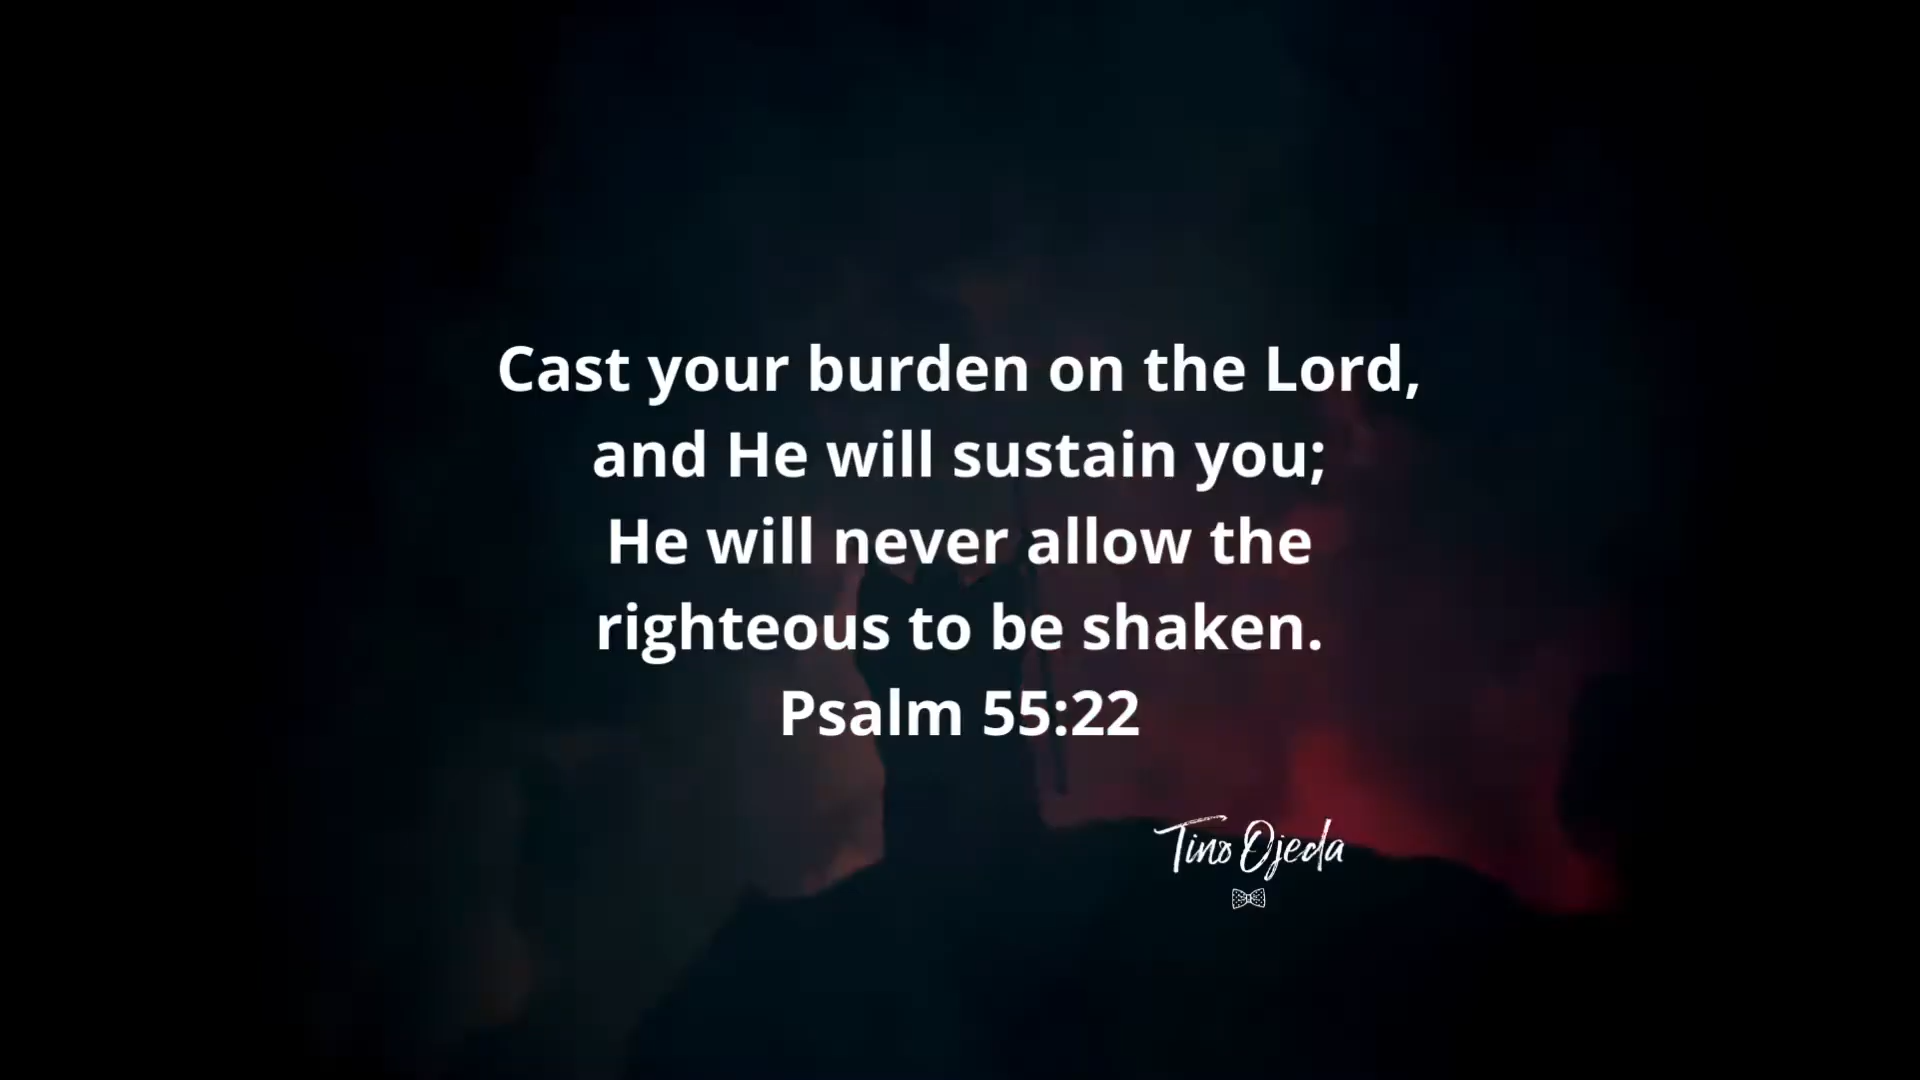 Cast your burden on the Lord,
and He will sustain you;
He will never allow the
righteous to be shaken.
Psalm 55:22
Tino Ojeda